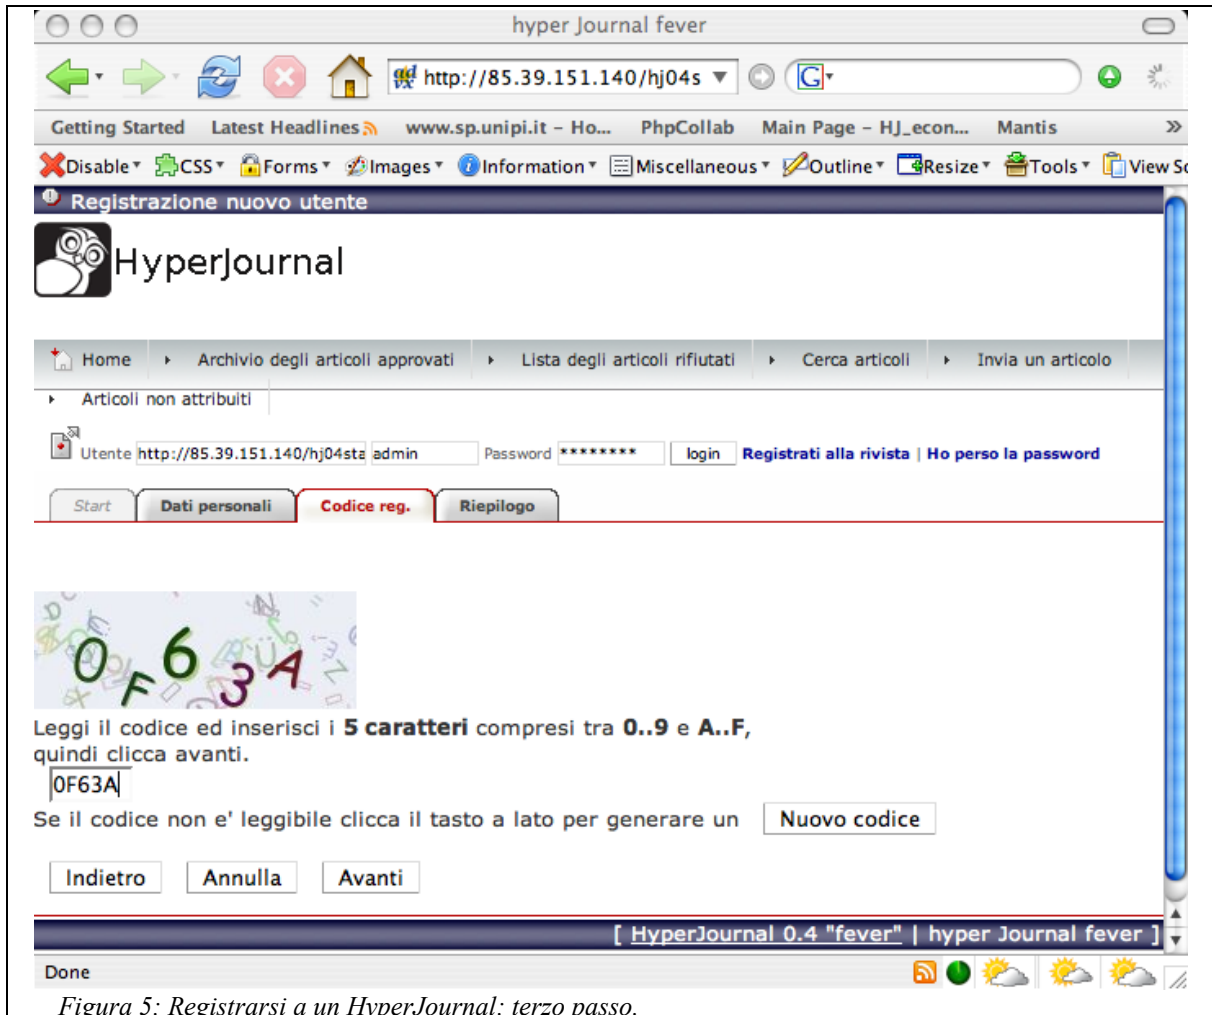 hyper Journal fever
http://85.39.151.140/hj04s
G
Getting Started Latest Headlines www.sp.unipi.it – Ho... PhpCollab Main Page – HJ_econ... Mantis »
Disable CSS Forms Images Information Miscellaneous Outline Resize Tools View Sc
Registrazione nuovo utente
HyperJournal
Home Archivio degli articoli approvati Lista degli articoli rifiutati Cerca articoli Invia un articolo
Articoli non attribuiti
Utente http://85.39.151.140/hj04sta admin Password ******** login Registrati alla rivista | Ho perso la password
Start Dati personali Codice reg. Riepilogo
0F63A
Leggi il codice ed inserisci i 5 caratteri compresi tra 0..9 e A..F,
quindi clicca avanti.
0F63A
Se il codice non e' leggibile clicca il tasto a lato per generare un Nuovo codice
Indietro Annulla Avanti
[ HyperJournal 0.4 "fever" | hyper Journal fever ]
Done
Figura 5: Registrarsi a un HyperJournal: terzo passo.